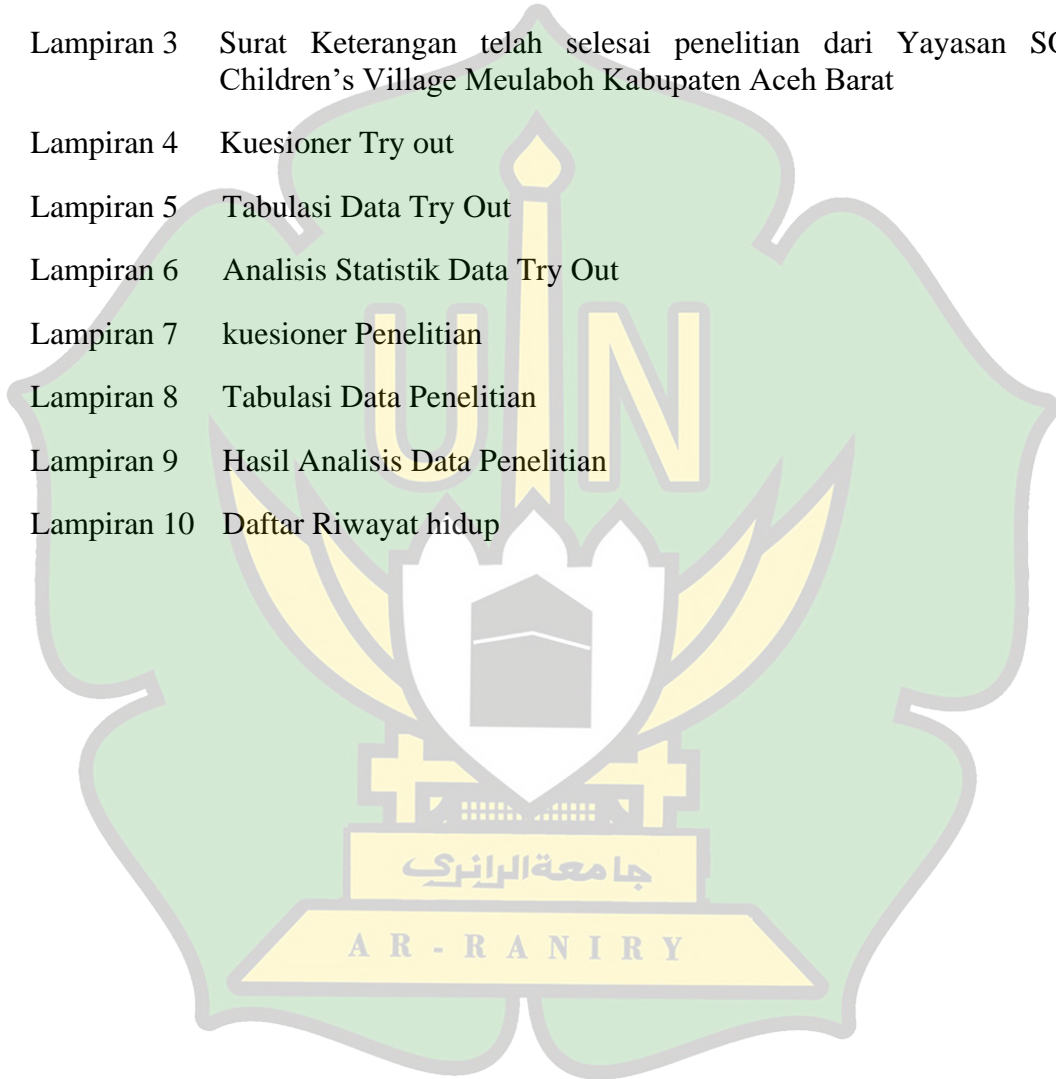 Lampiran 3 Surat Keterangan telah selesai penelitian dari Yayasan
Children’s Village Meulaboh Kabupaten Aceh Barat
Lampiran 4 Kuesioner Try out
Lampiran 5 Tabulasi Data Try Out
Lampiran 6 Analisis Statistik Data Try Out
Lampiran 7 kuesioner Penelitian
Lampiran 8 Tabulasi Data Penelitian
Lampiran 9 Hasil Analisis Data Penelitian
Lampiran 10 Daftar Riwayat hidup
UIN
جامعة الرانري
AR-RANIRY